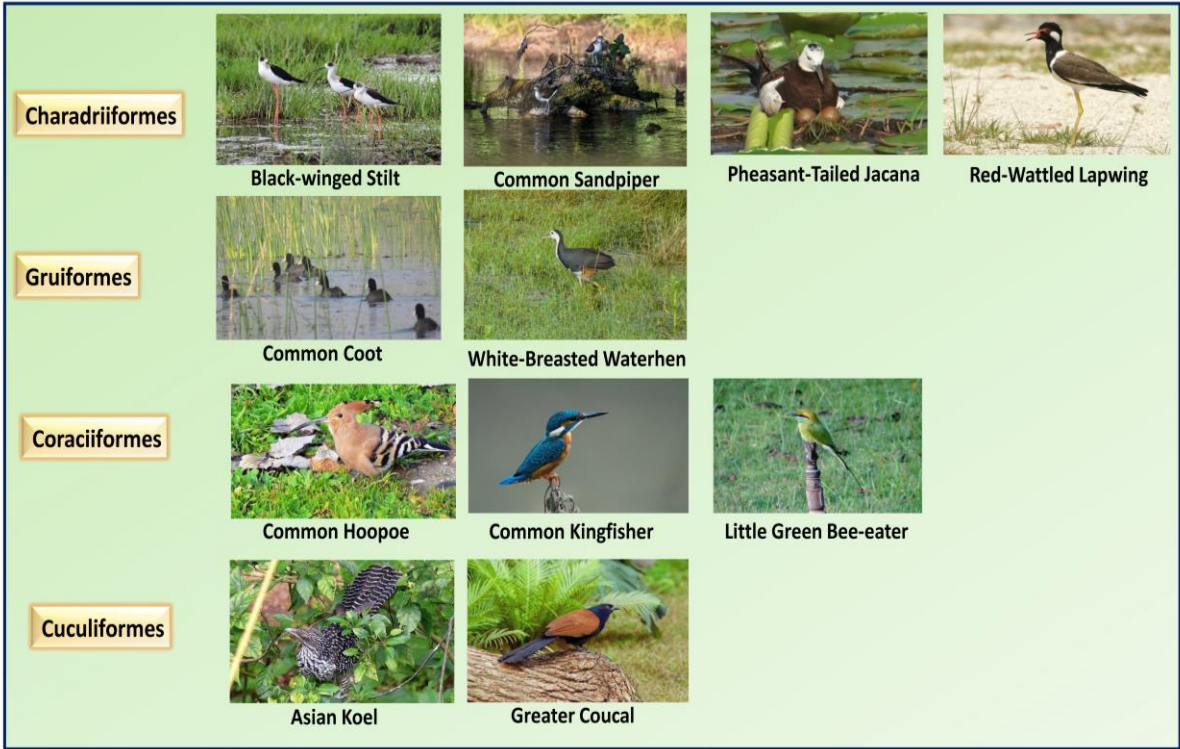 Charadriiformes
Black-winged Stilt
Common Sandpiper
Pheasant-Tailed Jacana
Red-Wattled Lapwing
Gruiformes
Common Coot
White-Breasted Waterhen
Coraciiformes
Common Hoopoe
Common Kingfisher
Little Green Bee-eater
Cuculiformes
Asian Koel
Greater Coucal